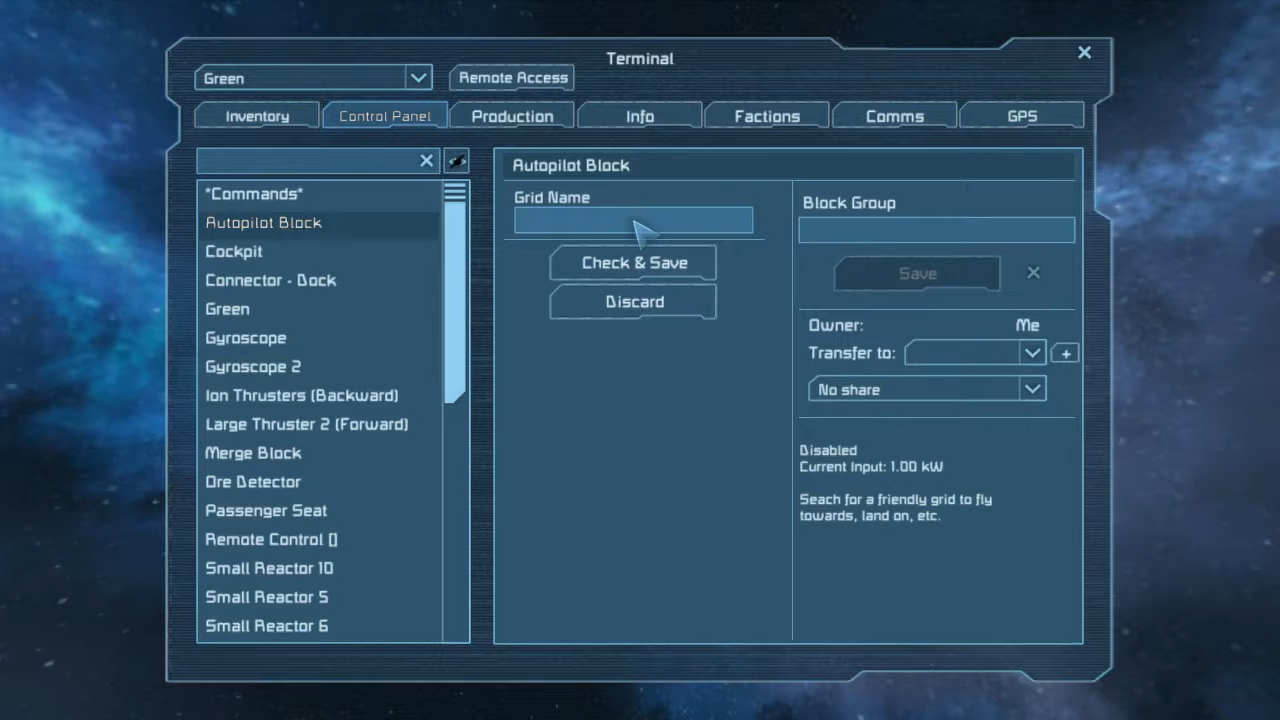 Terminal
Green
Remote Access
Inventory
Control Panel
Production
Info
Factions
Comms
GPS
*Commands*
Autopilot Block
Cockpit
Connector - Dock
Green
Gyroscope
Gyroscope 2
Ion Thrusters (Backward)
Large Thruster 2 (Forward)
Merge Block
Ore Detector
Passenger Seat
Remote Control []
Small Reactor 10
Small Reactor 5
Small Reactor 6
Autopilot Block
Grid Name
Check & Save
Discard
Block Group
Save
Owner: Me
Transfer to:
No share
Disabled
Current Input: 1.00 kW
Seach for a friendly grid to fly
towards, land on, etc.